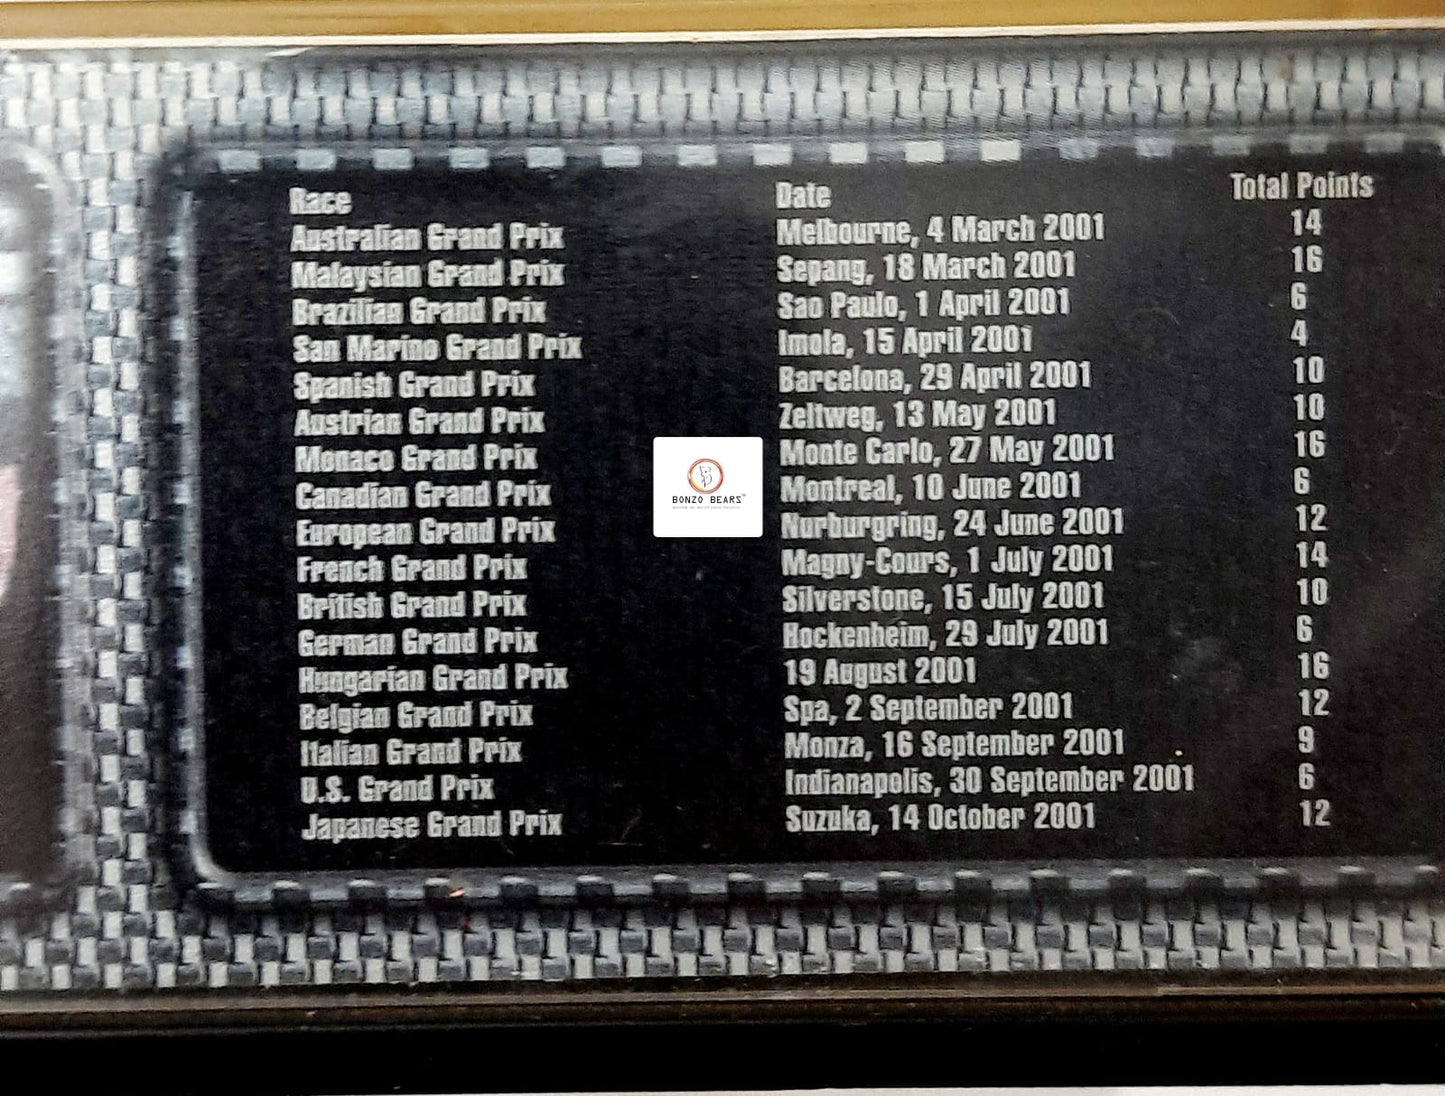 Race Date Total Points
Australian Grand Prix Melbourne, 4 March 2001 14
Malaysian Grand Prix Sepang, 18 March 2001 16
Brazilian Grand Prix Sao Paulo, 1 April 2001 6
San Marino Grand Prix Imola, 15 April 2001 4
Spanish Grand Prix Barcelona, 29 April 2001 10
Austrian Grand Prix Zeltweg, 13 May 2001 10
Monaco Grand Prix Monte Carlo, 27 May 2001 16
Canadian Grand Prix Montreal, 10 June 2001 6
European Grand Prix Nurburgring, 24 June 2001 12
French Grand Prix Magny-Cours, 1 July 2001 14
British Grand Prix Silverstone, 15 July 2001 10
German Grand Prix Hockenheim, 29 July 2001 6
Hungarian Grand Prix 19 August 2001 16
Belgian Grand Prix Spa, 2 September 2001 12
Italian Grand Prix Monza, 16 September 2001 9
U.S. Grand Prix Indianapolis, 30 September 2001 6
Japanese Grand Prix Suzuka, 14 October 2001 12
BONZO BEARS™